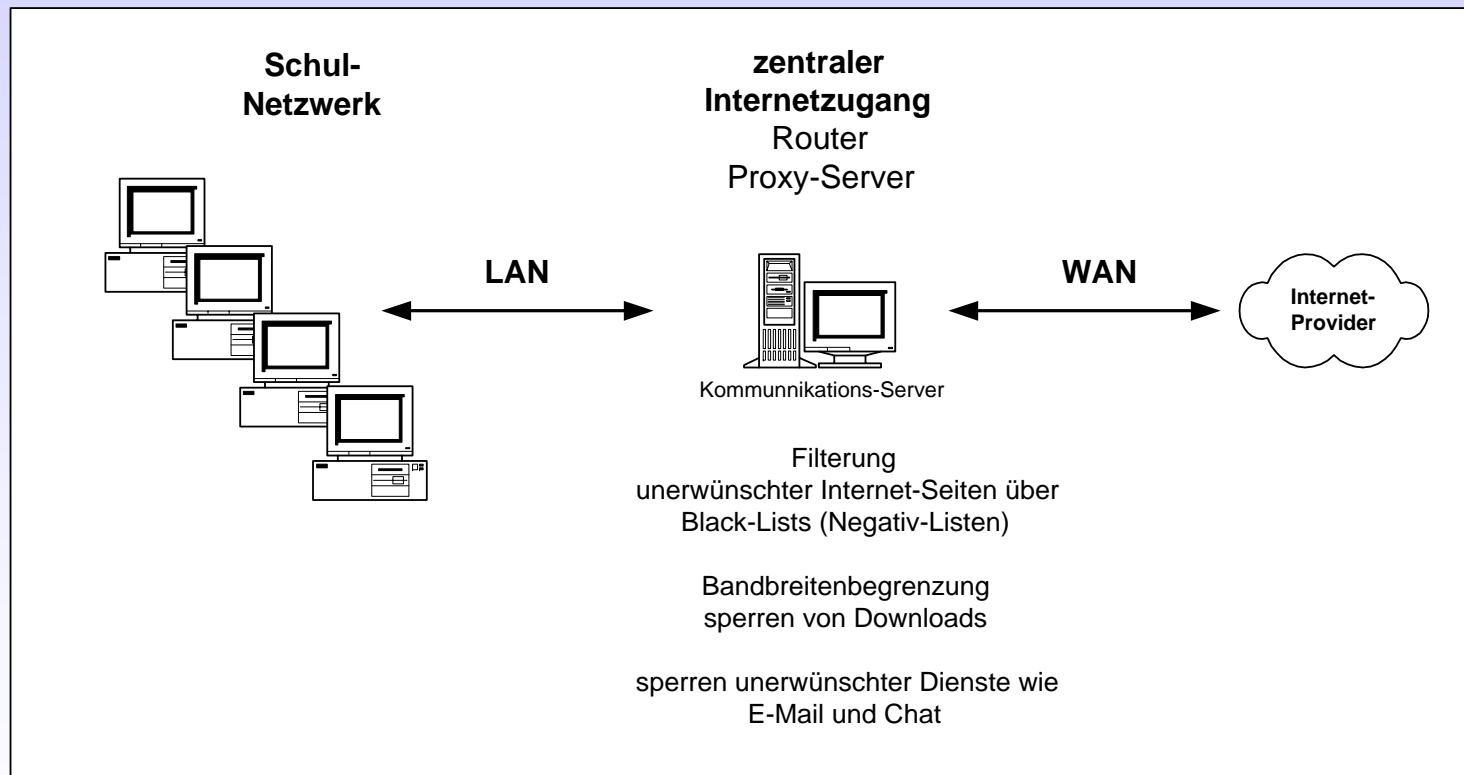 Schul-
Netzwerk
zentraler
Internetzugang
Router
Proxy-Server
LAN
WAN
Internet-
Provider
Kommunnikations-Server
Filterung
unerwünschter Internet-Seiten über
Black-Lists (Negativ-Listen)
Bandbreitenbegrenzung
sperren von Downloads
sperren unerwünschter Dienste wie
E-Mail und Chat